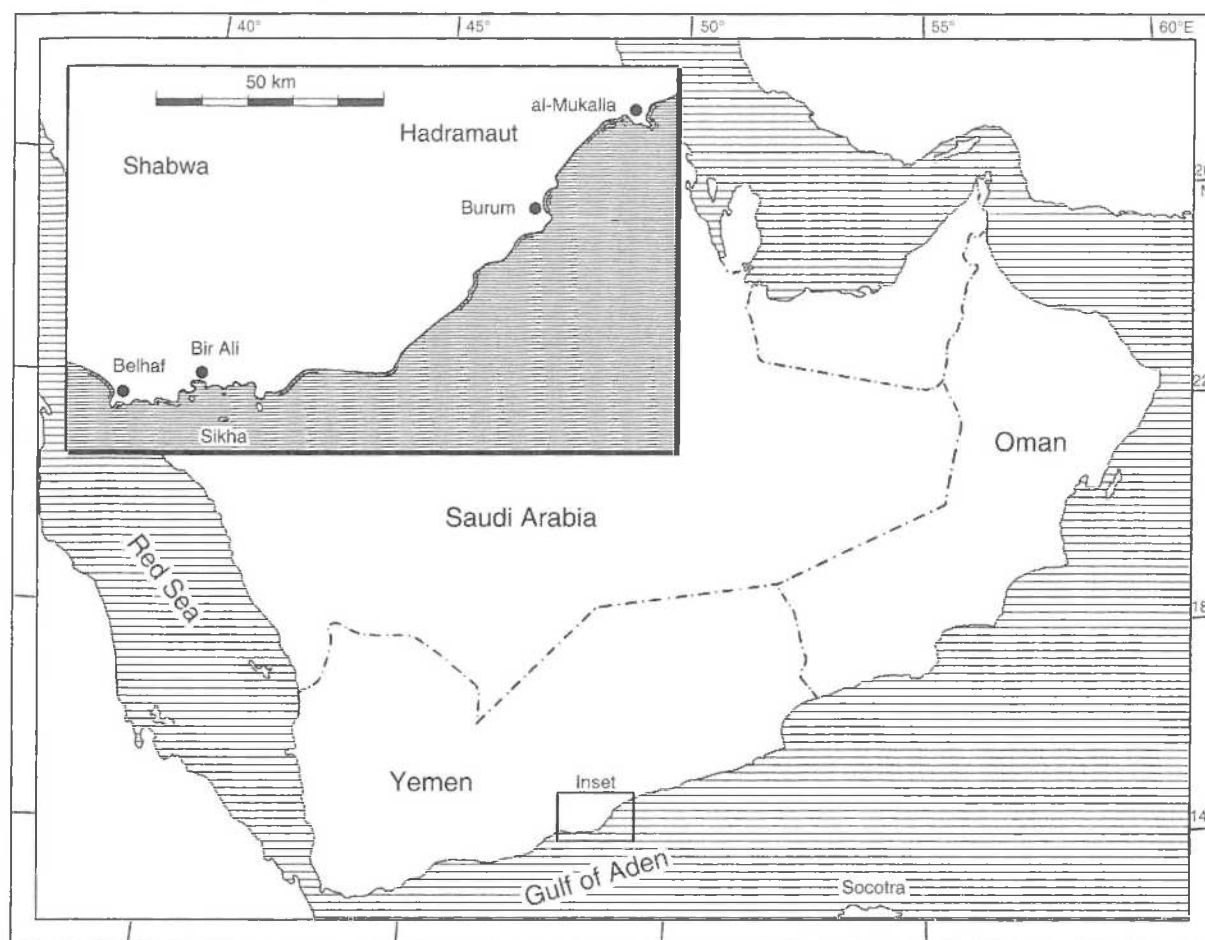 40°
45°
50°
55°
60°E
50 km
al-Mukalla
Hadramaut
Shabwa
Burum
Bir Ali
Belhaf
Sikha
22
Oman
Saudi Arabia
Red Sea
18
Yemen
Inset
14
Gulf of Aden
Socotra